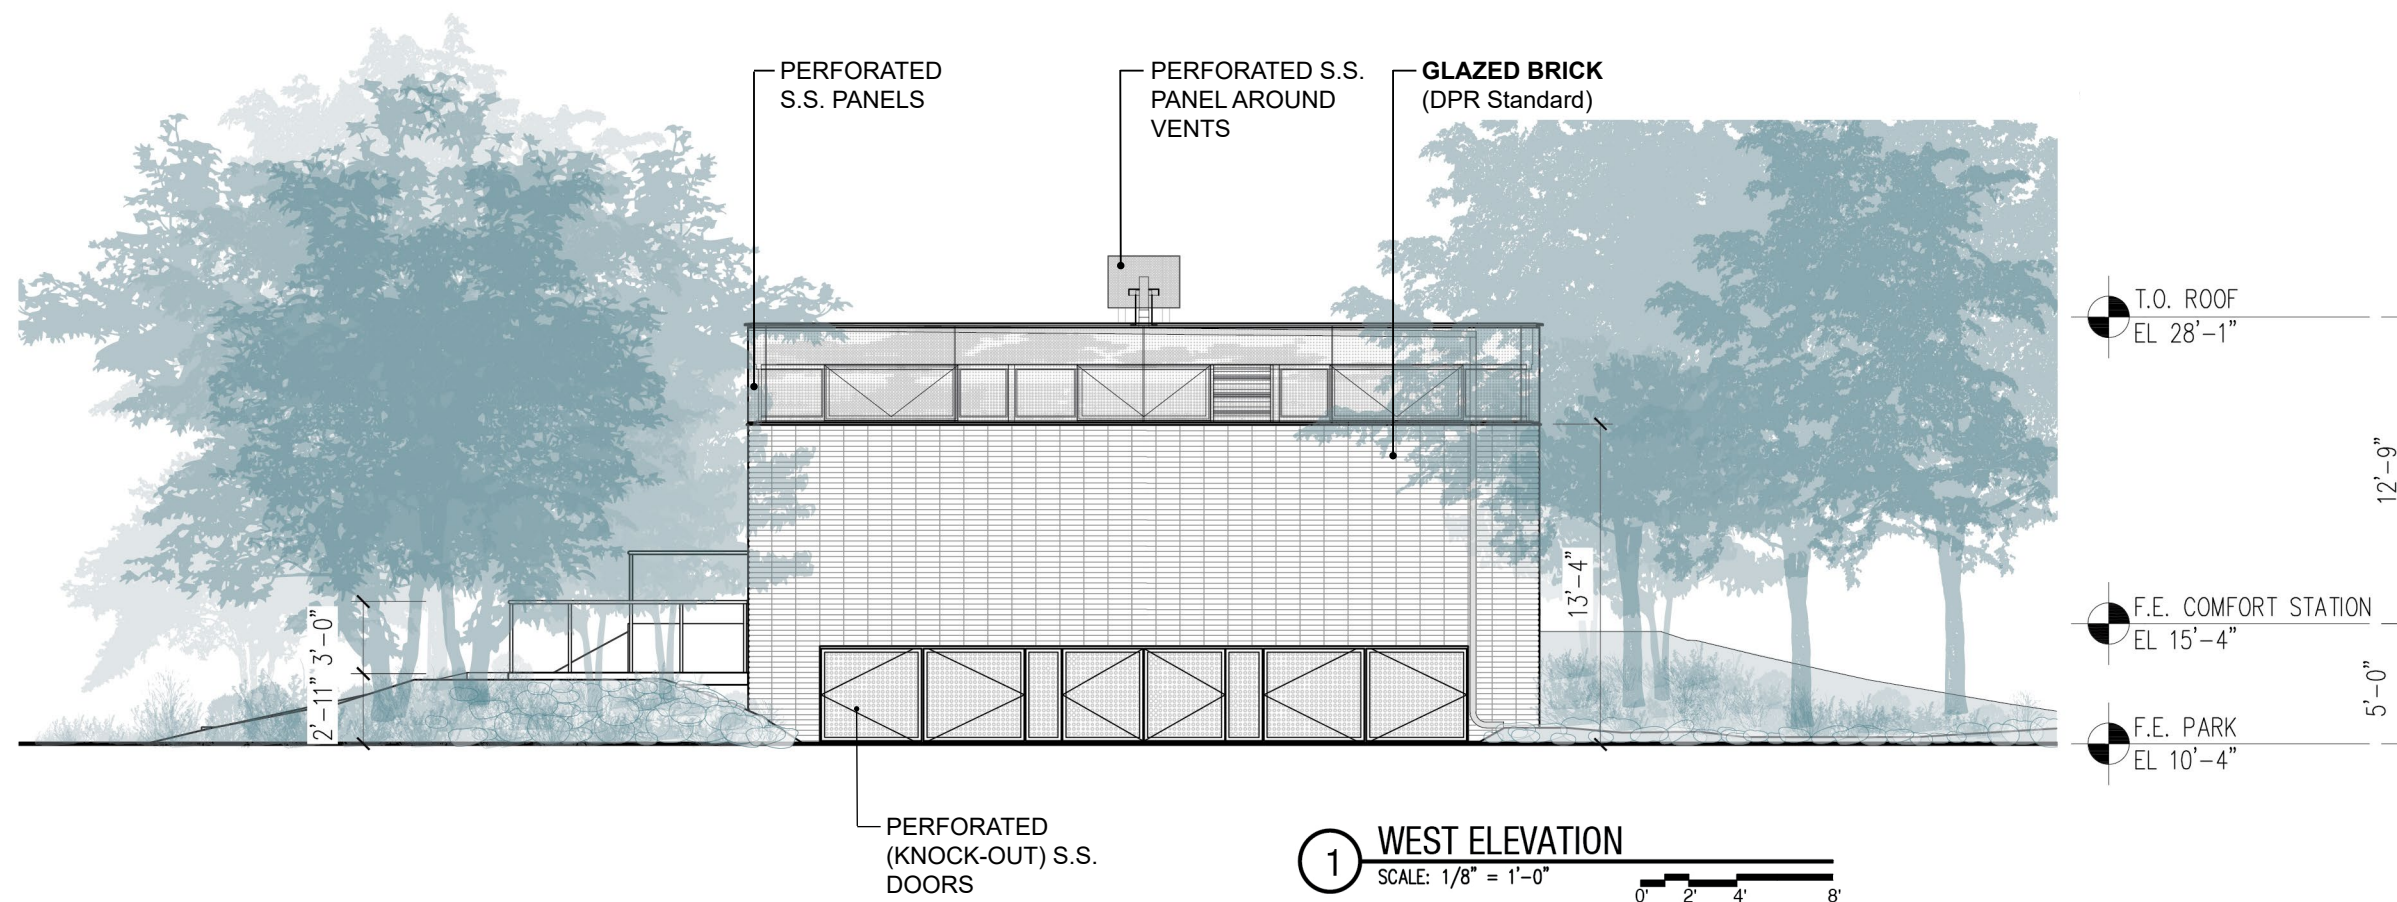 PERFORATED
S.S. PANELS
PERFORATED S.S.
PANEL AROUND
VENTS
GLAZED BRICK
(DPR Standard)
T.O. ROOF
EL 28'-1"
12'-9"
13'-4"
F.E. COMFORT STATION
EL 15'-4"
3'-0"
2'-11"
5'-0"
F.E. PARK
EL 10'-4"
PERFORATED
(KNOCK-OUT) S.S.
DOORS
1
WEST ELEVATION
SCALE: 1/8" = 1'-0"
0' 2' 4' 8'